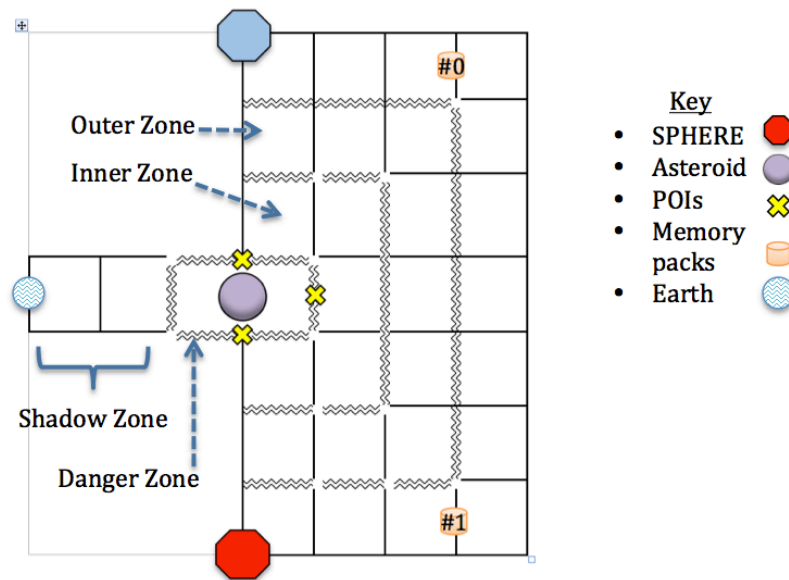 #0
Outer Zone
Inner Zone
Shadow Zone
Danger Zone
#1
Key
• SPHERE
• Asteroid
• POIs
• Memory
packs
• Earth